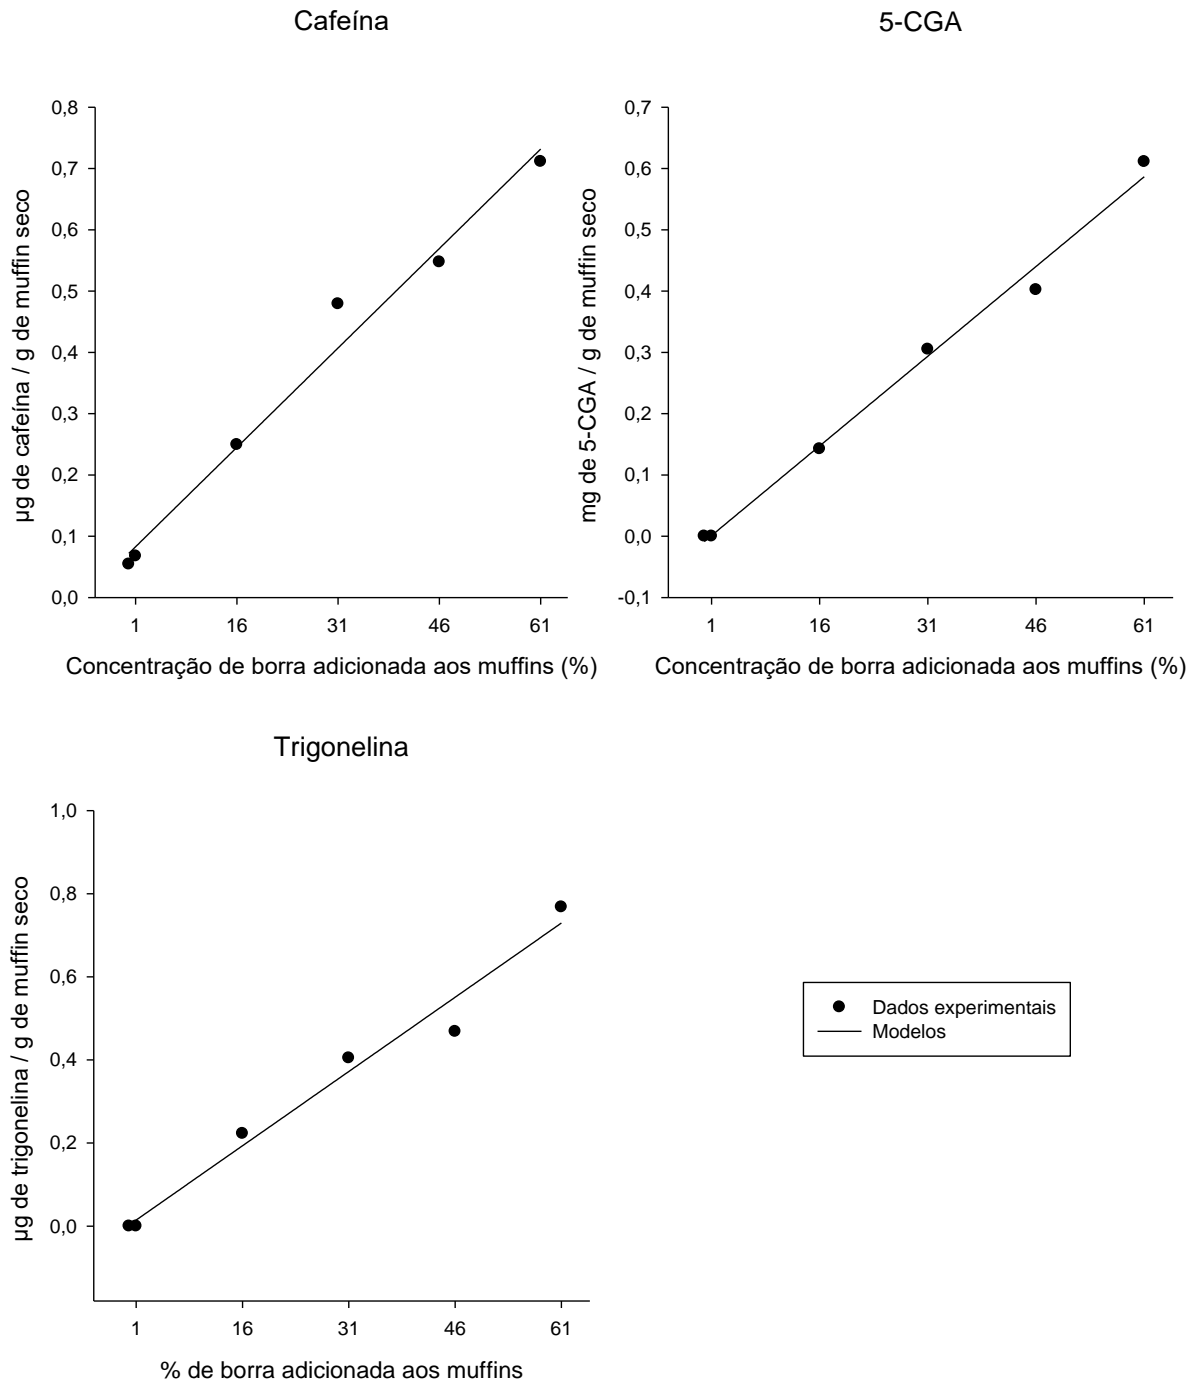 Cafeína
µg de cafeína / g de muffin seco
0,8
0,7
0,6
0,5
0,4
0,3
0,2
0,1
0,0
1 16 31 46 61
Concentração de borra adicionada aos muffins (%)
5-CGA
mg de 5-CGA / g de muffin seco
0,7
0,6
0,5
0,4
0,3
0,2
0,1
0,0
-0,1
1 16 31 46 61
Concentração de borra adicionada aos muffins (%)
Trigonelina
µg de trigonelina / g de muffin seco
1,0
0,8
0,6
0,4
0,2
0,0
1 16 31 46 61
% de borra adicionada aos muffins
Dados experimentais
Modelos